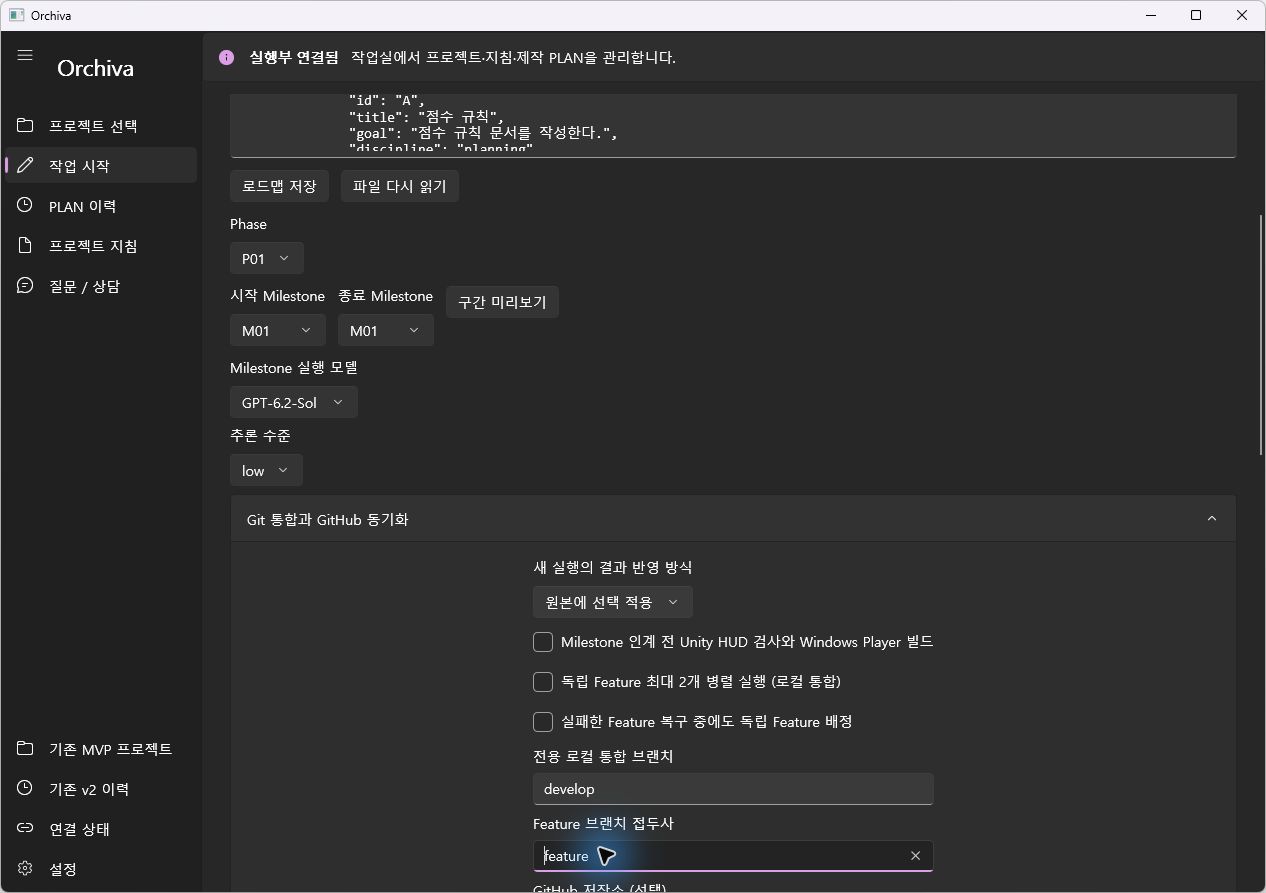 Orchiva
Orchiva
실행부 연결됨 작업실에서 프로젝트·지침·제작 PLAN을 관리합니다.
프로젝트 선택
작업 시작
PLAN 이력
프로젝트 지침
질문 / 상담
기존 MVP 프로젝트
기존 v2 이력
연결 상태
설정
"id": "A",
"title": "점수 규칙",
"goal": "점수 규칙 문서를 작성한다.",
"discipline": "planning"
로드맵 저장 파일 다시 읽기
Phase
P01
시작 Milestone 종료 Milestone 구간 미리보기
M01 M01
Milestone 실행 모델
GPT-6.2-Sol
추론 수준
low
Git 통합과 GitHub 동기화
새 실행의 결과 반영 방식
원본에 선택 적용
Milestone 인계 전 Unity HUD 검사와 Windows Player 빌드
독립 Feature 최대 2개 병렬 실행 (로컬 통합)
실패한 Feature 복구 중에도 독립 Feature 배정
전용 로컬 통합 브랜치
develop
Feature 브랜치 접두사
feature
GitHub 저장소 (선택)